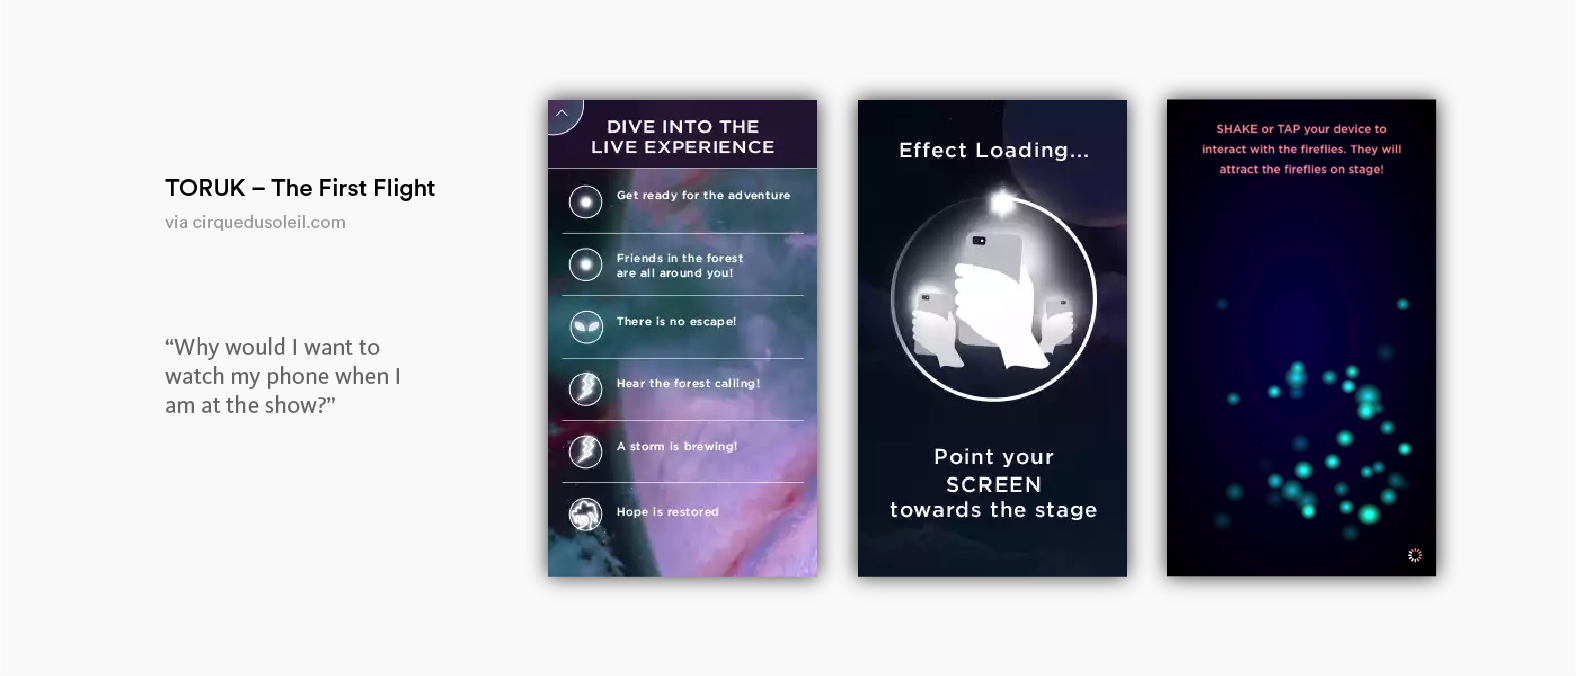 TORUK – The First Flight
via cirquedusoleil.com
“Why would I want to
watch my phone when I
am at the show?”
DIVE INTO THE
LIVE EXPERIENCE
Get ready for the adventure
Friends in the forest
are all around you!
There is no escape!
Hear the forest calling!
A storm is brewing!
Hope is restored
Effect Loading...
Point your
SCREEN
towards the stage
SHAKE or TAP your device to
interact with the fireflies. They will
attract the fireflies on stage!